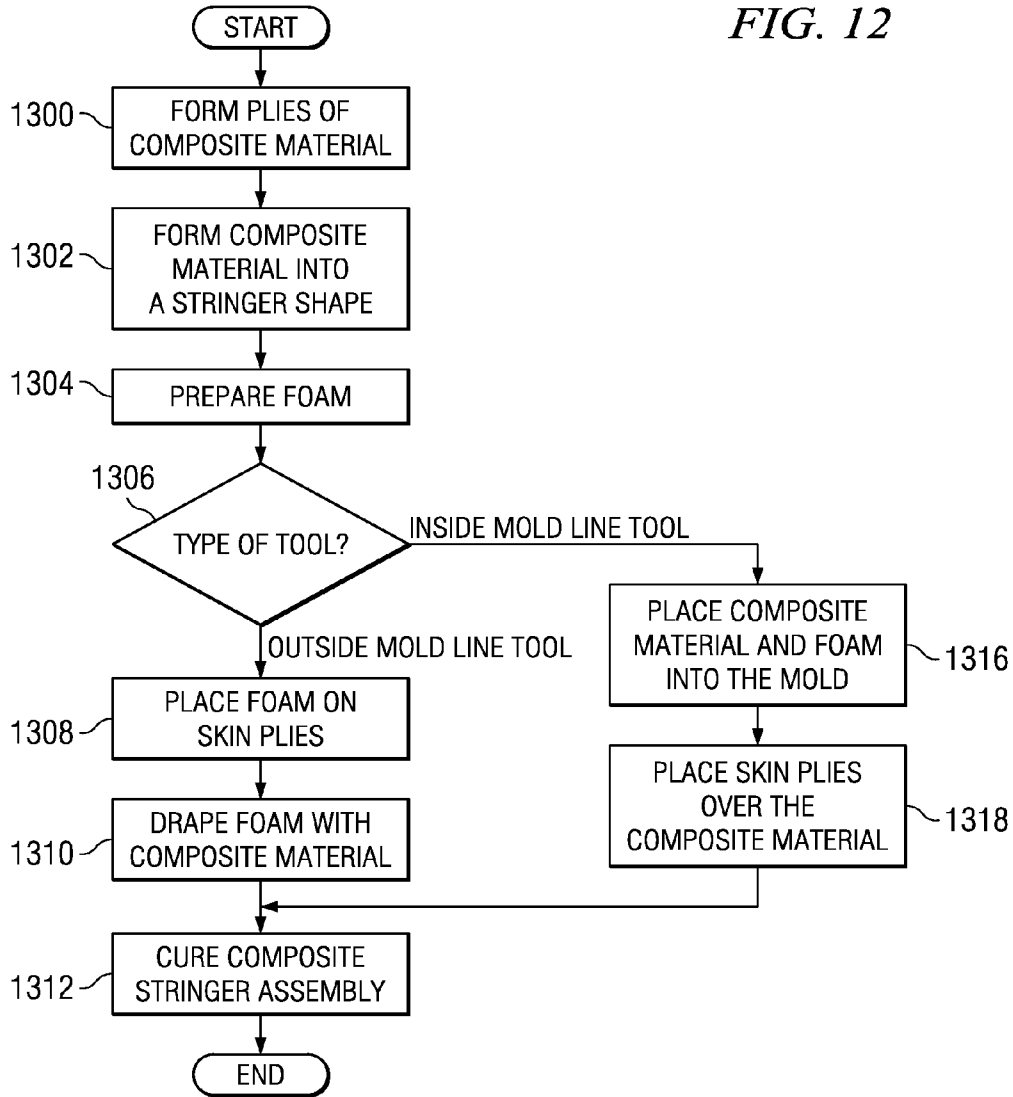 FIG. 12
START
1300
FORM PLIES OF
COMPOSITE MATERIAL
1302
FORM COMPOSITE
MATERIAL INTO
A STRINGER SHAPE
1304
PREPARE FOAM
1306
TYPE OF TOOL?
INSIDE MOLD LINE TOOL
OUTSIDE MOLD LINE TOOL
1308
PLACE FOAM ON
SKIN PLIES
1310
DRAPE FOAM WITH
COMPOSITE MATERIAL
PLACE COMPOSITE
MATERIAL AND FOAM
INTO THE MOLD
1316
PLACE SKIN PLIES
OVER THE
COMPOSITE MATERIAL
1318
1312
CURE COMPOSITE
STRINGER ASSEMBLY
END